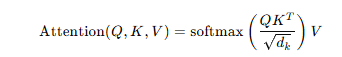 Attention(Q, K, V) = softmax(QK^T / √d_k)V